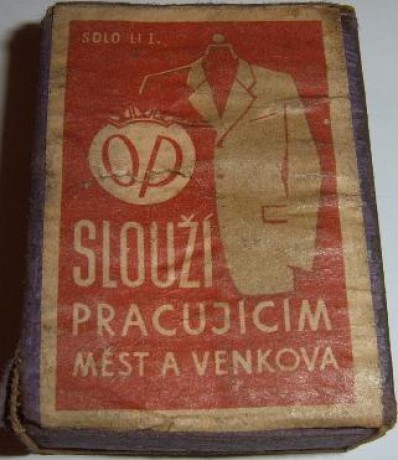 SOLO LI I.
OP
SLOUŽÍ
PRACUJÍCÍM
MĚST A VENKOVA